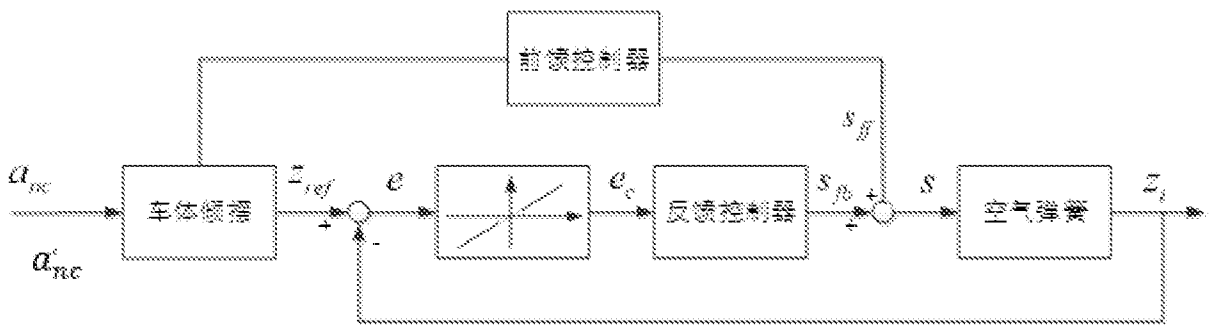 前馈控制器
s_ff
a_nc
z_ref
e
e_c
s_fb
+
s
z_i
车体倾摆
反馈控制器
空气弹簧
+
-
+
a'_nc